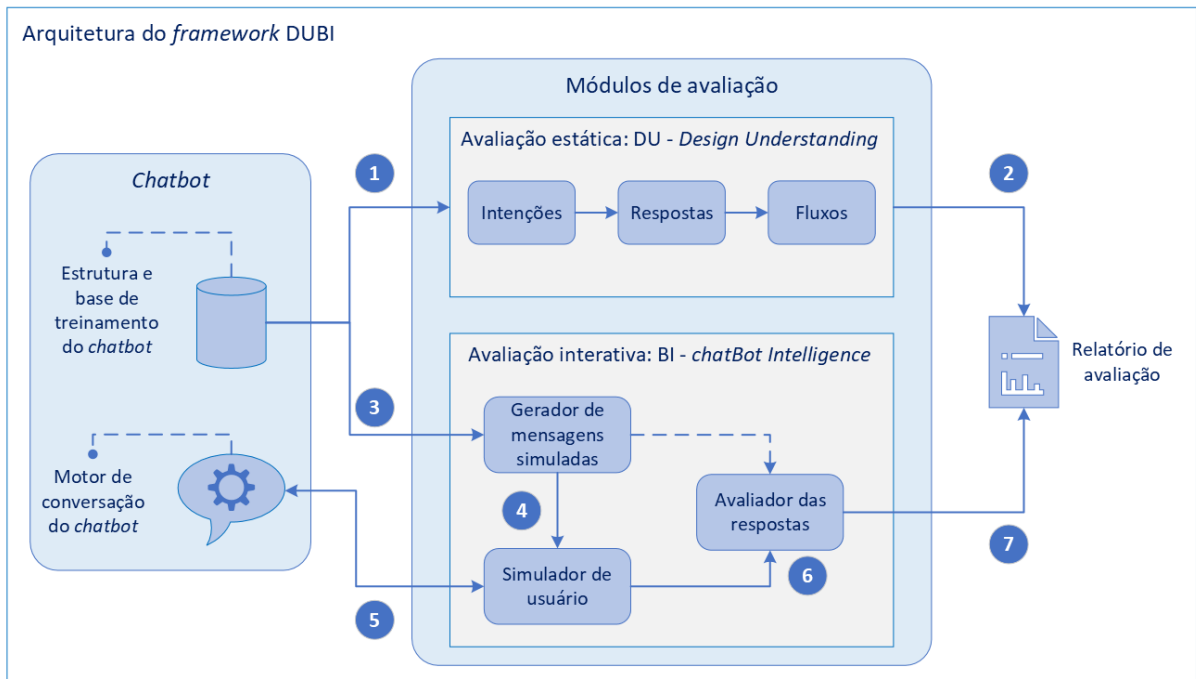 Arquitetura do framework DUBI
Módulos de avaliação
Avaliação estática: DU - Design Understanding
Chatbot
1
2
Intenções
Respostas
Fluxos
Estrutura e
base de
treinamento
do chatbot
Relatório de
avaliação
Avaliação interativa: BI - chatBot Intelligence
3
Gerador de
mensagens
simuladas
Motor de
conversação
do chatbot
4
Avaliador das
respostas
5
Simulador de
usuário
6
7